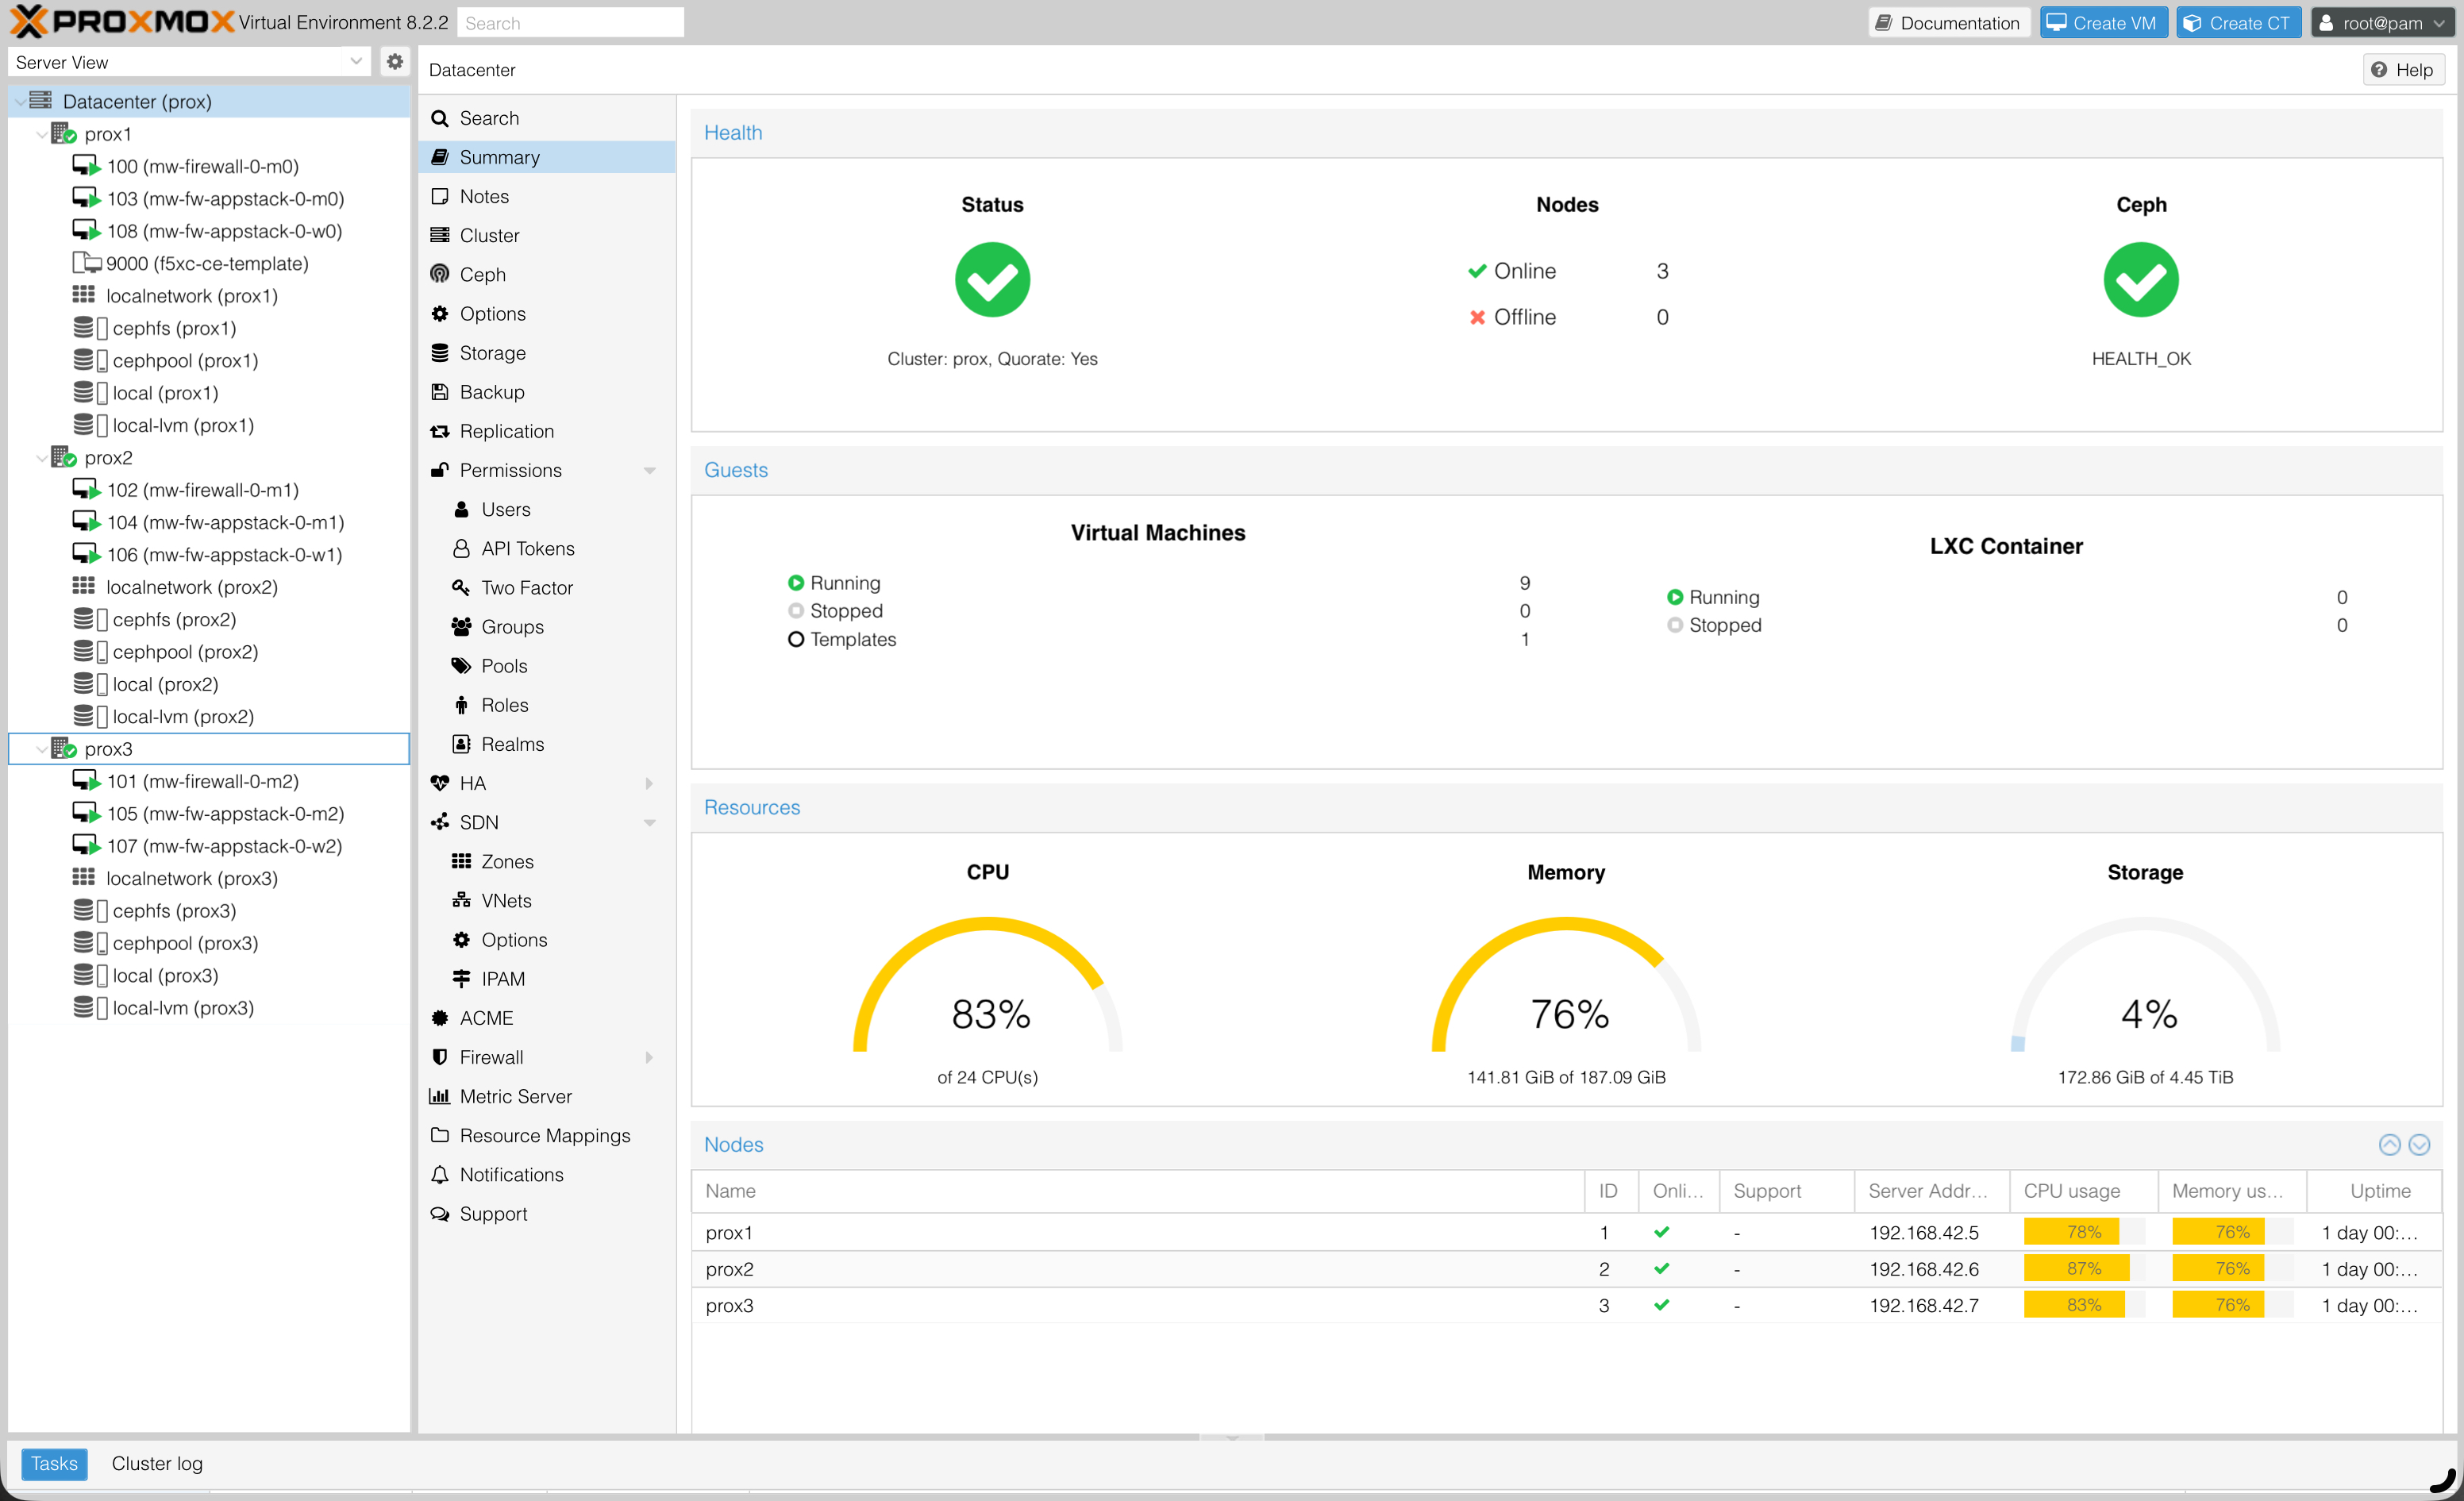 PROXMOX Virtual Environment 8.2.2 Search Documentation Create VM Create CT root@pam
Server View
Datacenter (prox)
prox1
100 (mw-firewall-0-m0)
103 (mw-fw-appstack-0-m0)
108 (mw-fw-appstack-0-w0)
9000 (f5xc-ce-template)
localnetwork (prox1)
cephfs (prox1)
cephpool (prox1)
local (prox1)
local-lvm (prox1)
prox2
102 (mw-firewall-0-m1)
104 (mw-fw-appstack-0-m1)
106 (mw-fw-appstack-0-w1)
localnetwork (prox2)
cephfs (prox2)
cephpool (prox2)
local (prox2)
local-lvm (prox2)
prox3
101 (mw-firewall-0-m2)
105 (mw-fw-appstack-0-m2)
107 (mw-fw-appstack-0-w2)
localnetwork (prox3)
cephfs (prox3)
cephpool (prox3)
local (prox3)
local-lvm (prox3)
Datacenter Help
Search
Summary
Notes
Cluster
Ceph
Options
Storage
Backup
Replication
Permissions
Users
API Tokens
Two Factor
Groups
Pools
Roles
Realms
HA
SDN
Zones
VNets
Options
IPAM
ACME
Firewall
Metric Server
Resource Mappings
Notifications
Support
Health
Status Nodes Ceph
Online 3
Offline 0
Cluster: prox, Quorate: Yes HEALTH_OK
Guests
Virtual Machines
Running 9
Stopped 0
Templates 1
LXC Container
Running 0
Stopped 0
Resources
CPU Memory Storage
83% 76% 4%
of 24 CPU(s) 141.81 GiB of 187.09 GiB 172.86 GiB of 4.45 TiB
Nodes
Name ID Onli... Support Server Addr... CPU usage Memory us... Uptime
prox1 1 - 192.168.42.5 78% 76% 1 day 00:...
prox2 2 - 192.168.42.6 87% 76% 1 day 00:...
prox3 3 - 192.168.42.7 83% 76% 1 day 00:...
Tasks Cluster log